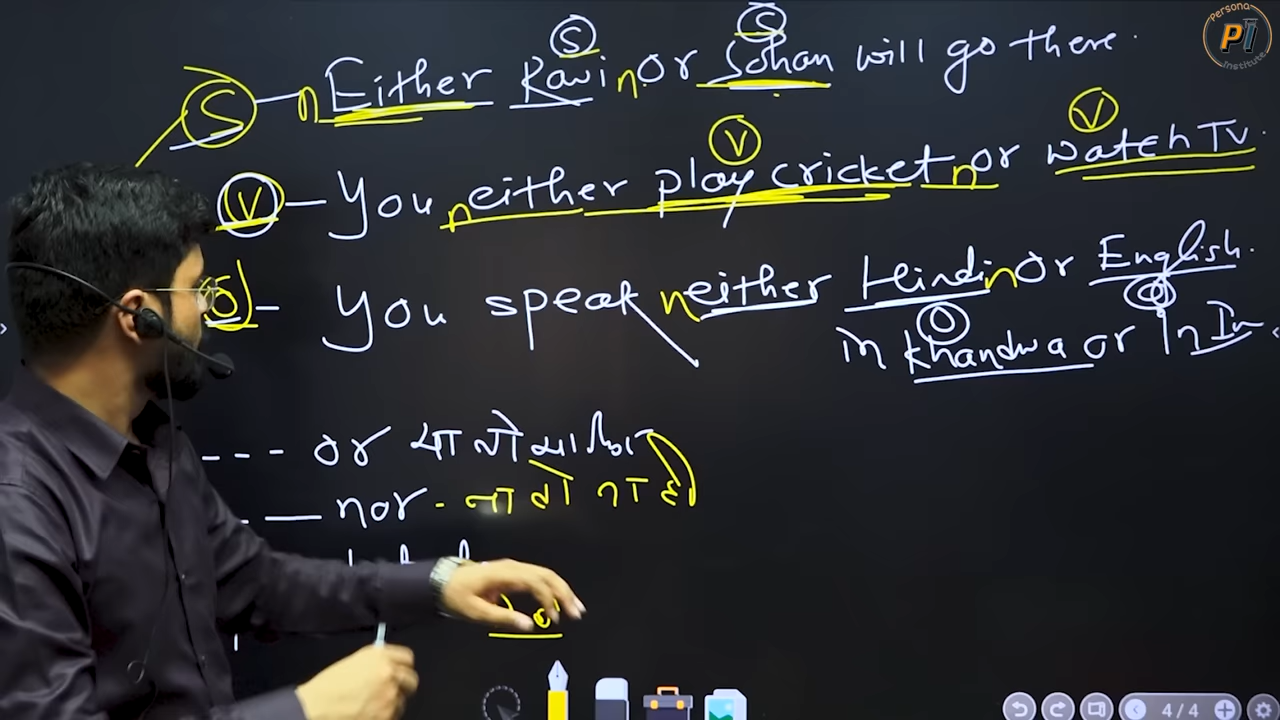 Persona PI Institute
S S
S - n Either Ravi nor Sohan will go there.
V V
V - You neither play cricket nor watch TV.
O - You speak neither Hindi nor English.
O O
in Khandwa or in In
--- or या तो या फिर
— nor - ना तो ना ही
4/4